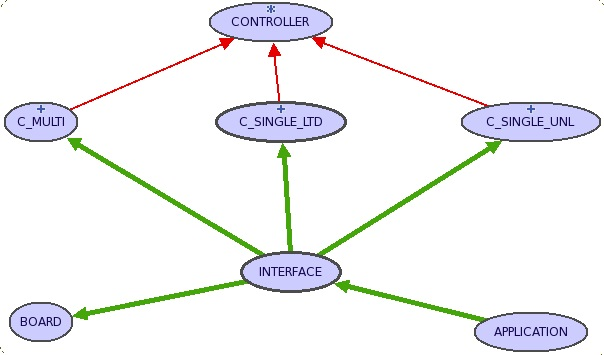 *
CONTROLLER
+
C_MULTI
+
C_SINGLE_LTD
+
C_SINGLE_UNL
INTERFACE
BOARD
APPLICATION